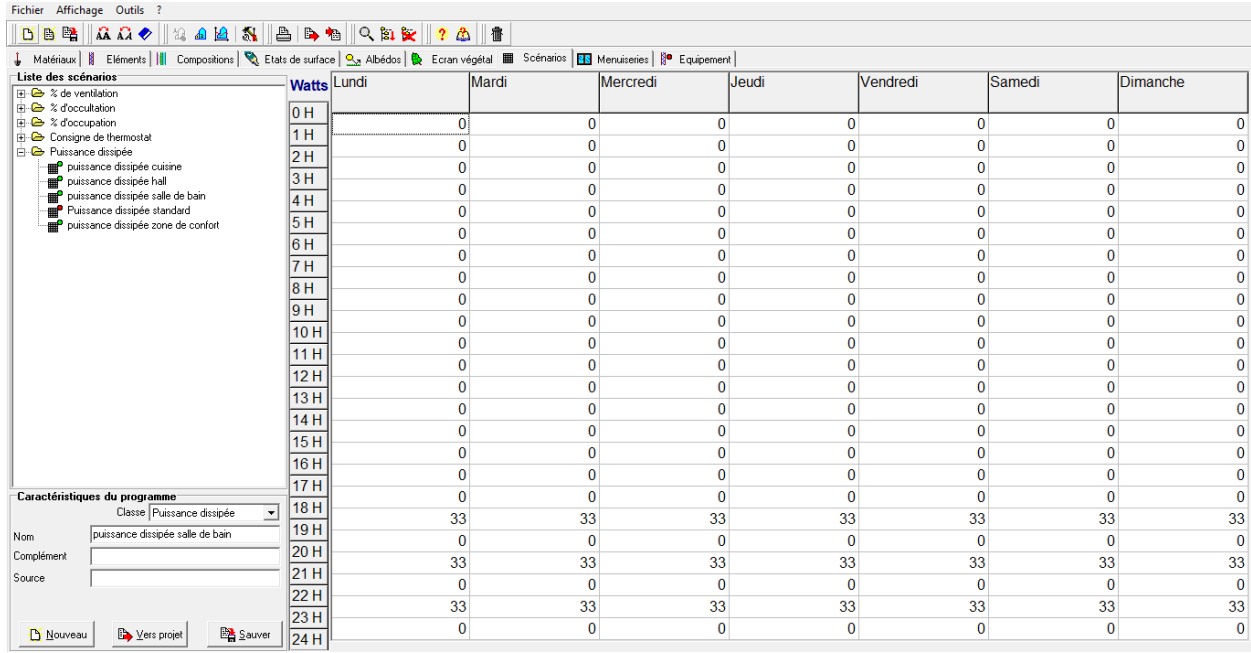 Fichier Affichage Outils ?
Matériaux Eléments Compositions Etats de surface Albédos Ecran végétal Scénarios Menuiseries Equipement
Liste des scénarios
% de ventilation
% d'occultation
% d'occupation
Consigne de thermostat
Puissance dissipée
puissance dissipée cuisine
puissance dissipée hall
puissance dissipée salle de bain
Puissance dissipée standard
puissance dissipée zone de confort
Caractéristiques du programme
Classe Puissance dissipée
Nom puissance dissipée salle de bain
Complément
Source
Nouveau Vers projet Sauver
Watts Lundi Mardi Mercredi Jeudi Vendredi Samedi Dimanche
0 H
0 0 0 0 0 0 0
1 H
0 0 0 0 0 0 0
2 H
0 0 0 0 0 0 0
3 H
0 0 0 0 0 0 0
4 H
0 0 0 0 0 0 0
5 H
0 0 0 0 0 0 0
6 H
0 0 0 0 0 0 0
7 H
0 0 0 0 0 0 0
8 H
0 0 0 0 0 0 0
9 H
0 0 0 0 0 0 0
10 H
0 0 0 0 0 0 0
11 H
0 0 0 0 0 0 0
12 H
0 0 0 0 0 0 0
13 H
0 0 0 0 0 0 0
14 H
0 0 0 0 0 0 0
15 H
0 0 0 0 0 0 0
16 H
0 0 0 0 0 0 0
17 H
0 0 0 0 0 0 0
18 H
33 33 33 33 33 33 33
19 H
0 0 0 0 0 0 0
20 H
33 33 33 33 33 33 33
21 H
0 0 0 0 0 0 0
22 H
33 33 33 33 33 33 33
23 H
0 0 0 0 0 0 0
24 H